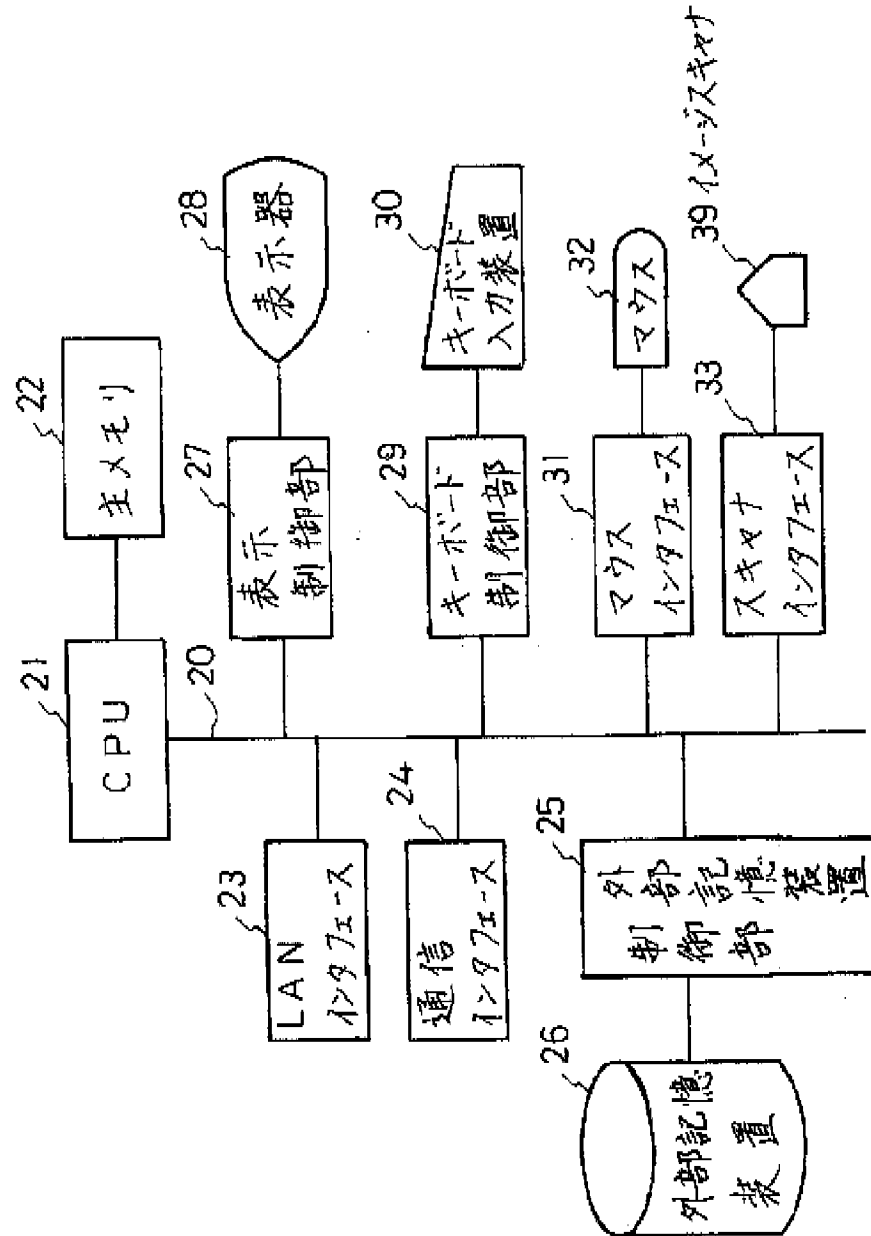 21
CPU
22
主メモリ
20
23
LAN
インタフェース
27
表示
制御部
28
表示器
24
通信
インタフェース
29
キーボード
制御部
30
キーボード
入力装置
31
マウス
インタフェース
32
マウス
25
外部記憶装置
制御部
26
外部記憶
装置
33
スキャナ
インタフェース
39 イメージスキャナ